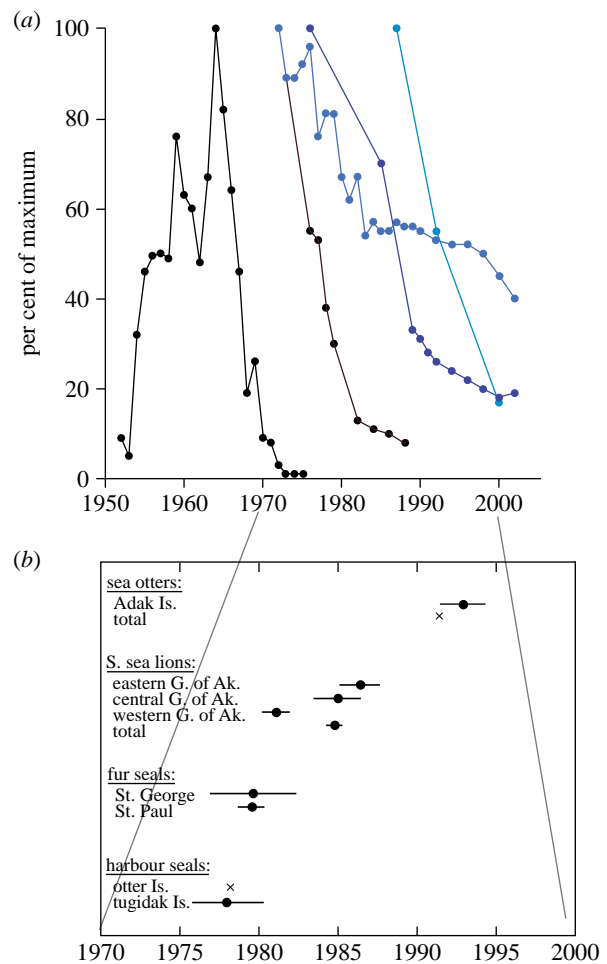 (a)
100
80
60
40
20
0
per cent of maximum
1950 1960 1970 1980 1990 2000
(b)
sea otters:
Adak Is.
total
S. sea lions:
eastern G. of Ak.
central G. of Ak.
western G. of Ak.
total
fur seals:
St. George
St. Paul
harbour seals:
otter Is.
tugidak Is.
1970 1975 1980 1985 1990 1995 2000